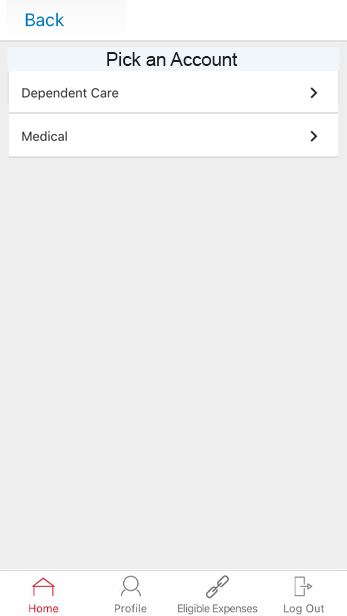 Back
Pick an Account
Dependent Care
Medical
Home
Profile
Eligible Expenses
Log Out